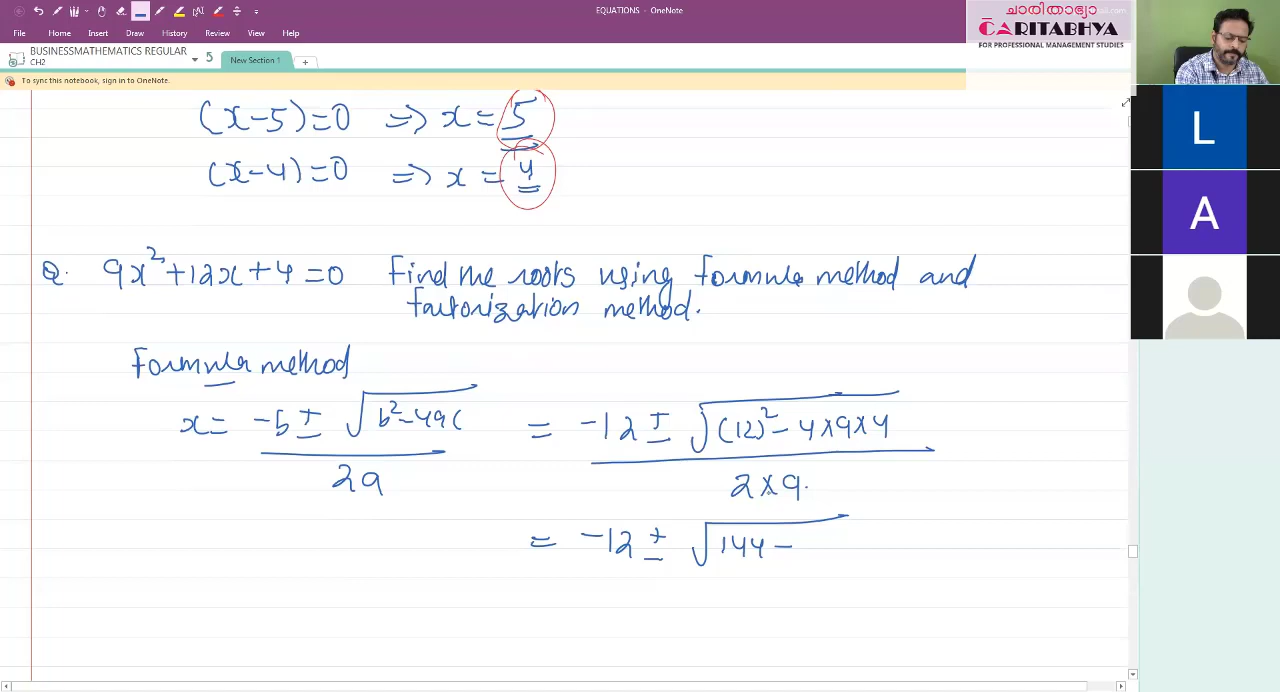 EQUATIONS - OneNote
ചാരിതാഭ്യാ
CARITABHYA
FOR PROFESSIONAL MANAGEMENT STUDIES
File Home Insert Draw History Review View Help
BUSINESSMATHEMATICS REGULAR
CH2
New Section 1
To sync this notebook, sign in to OneNote.
(x-5)=0 => x = 5
(x-4)=0 => x = 4
Q. 9x²+12x+4=0 Find the roots using formula method and
factorization method.
Formula method
x = -b ± √b²-4ac = -12 ± √(12)²-4×9×4
2a 2×9.
= -12 ± √144 -
L
A